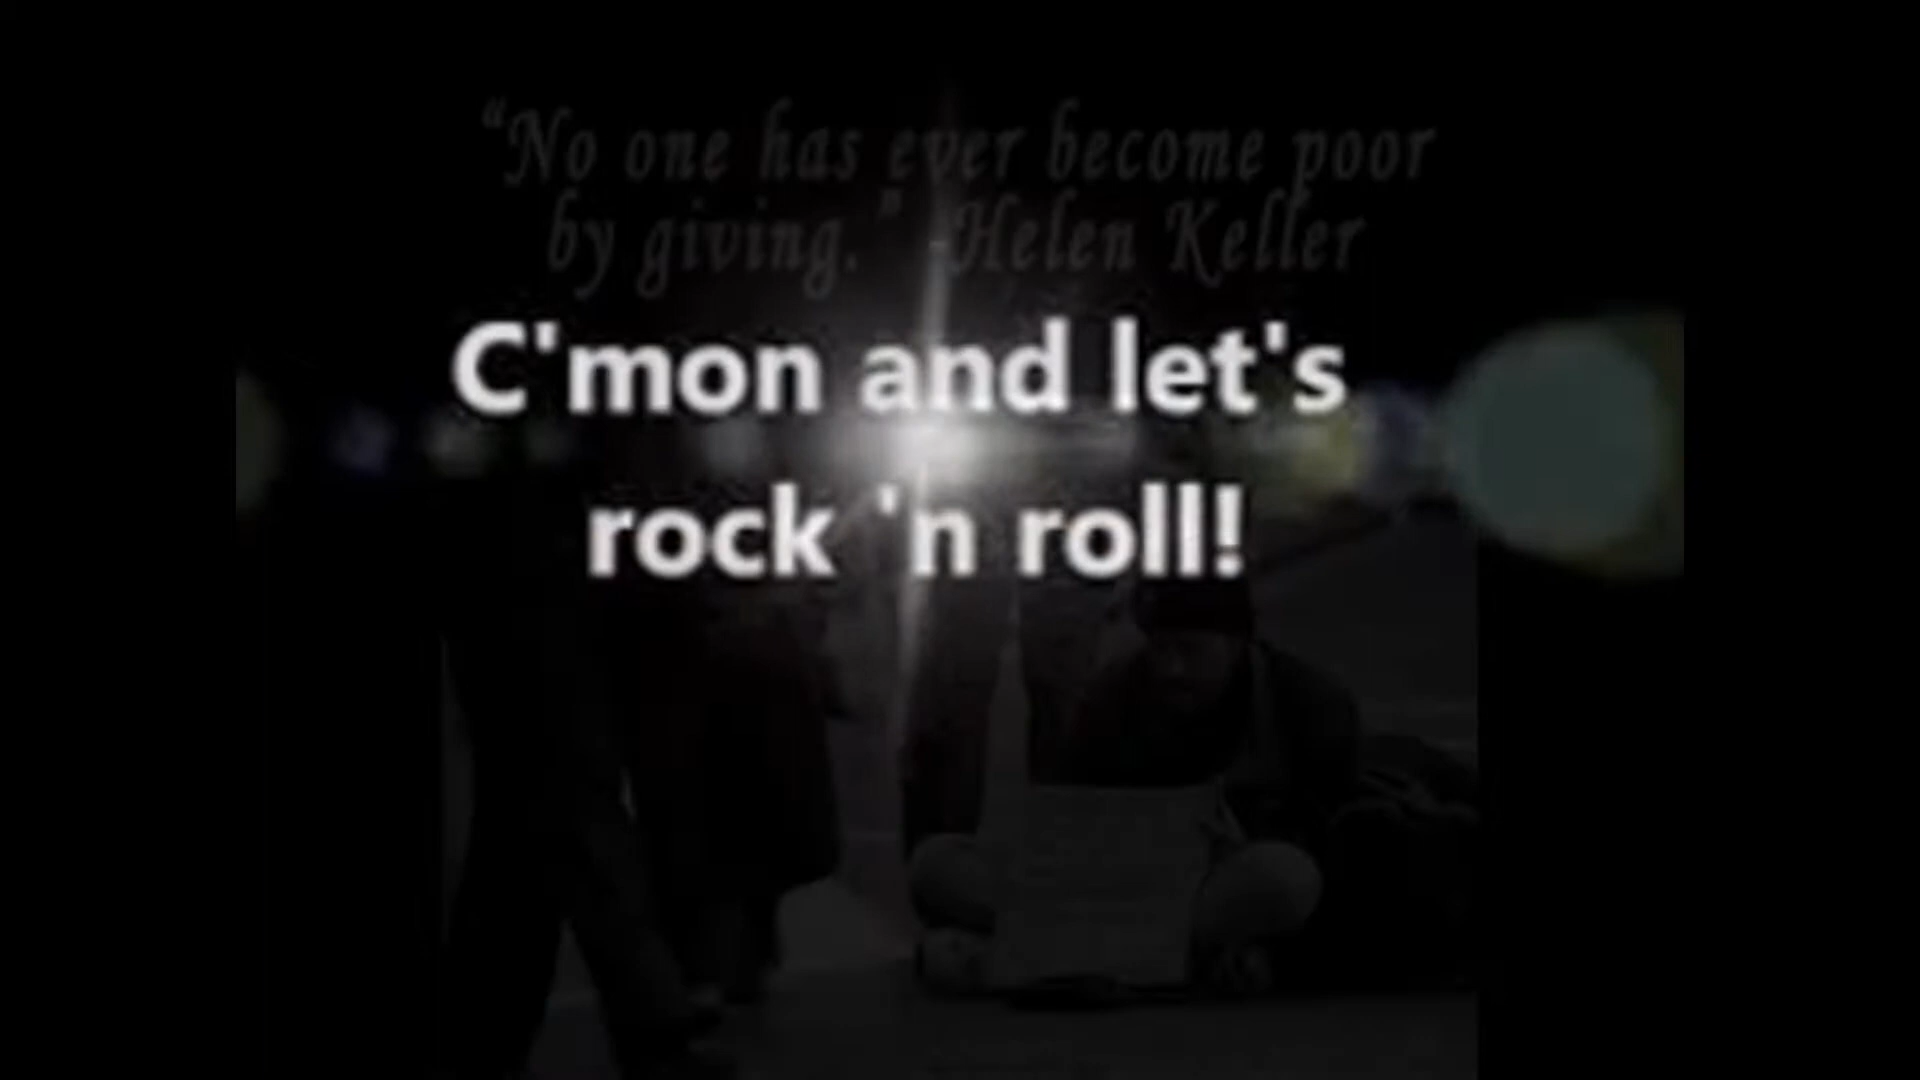 “No one has ever become poor
by giving.” Helen Keller
C'mon and let's
rock 'n roll!